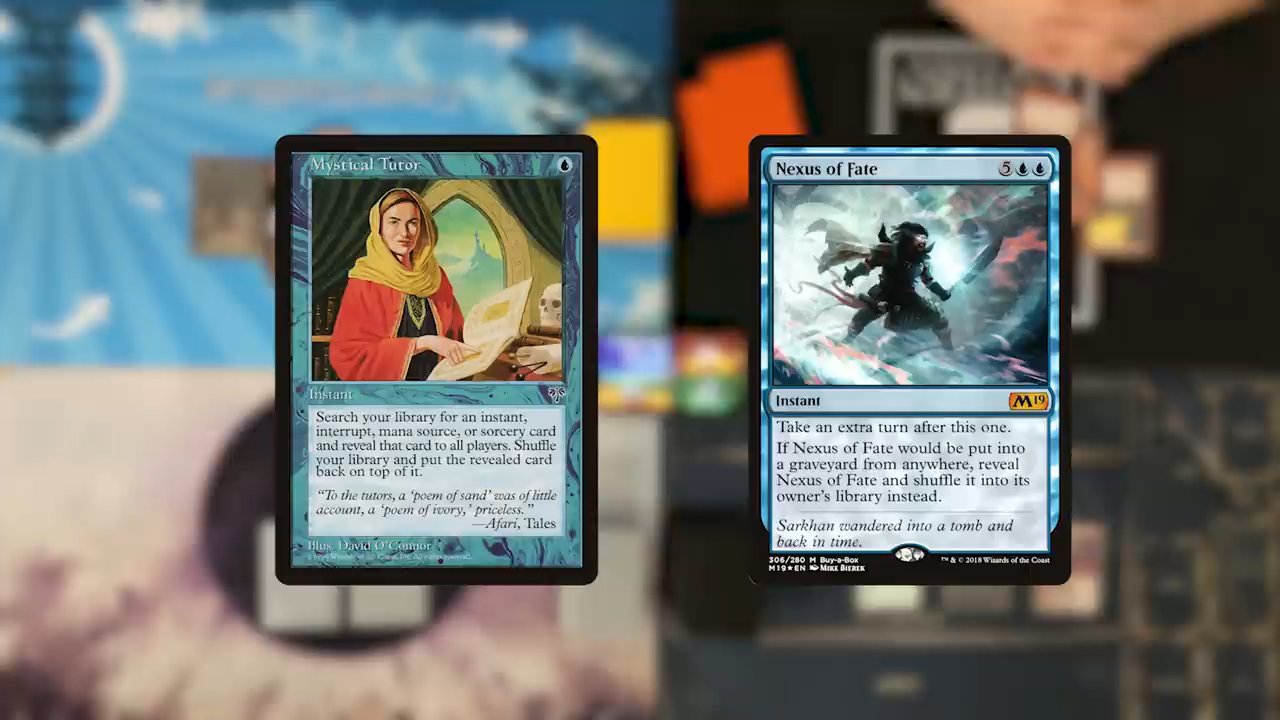 Mystical Tutor
Instant
Search your library for an instant,
interrupt, mana source, or sorcery card
and reveal that card to all players. Shuffle
your library and put the revealed card
back on top of it.
"To the tutors, a 'poem of sand' was of little
account, a 'poem of ivory,' priceless."
—Afari, Tales
Illus. David O'Connor
Nexus of Fate
5
Instant
M19
Take an extra turn after this one.
If Nexus of Fate would be put into
a graveyard from anywhere, reveal
Nexus of Fate and shuffle it into its
owner's library instead.
Sarkhan wandered into a tomb and
back in time.
306/280 M Buy-a-Box
M19★EN Mike Bierek
™ & © 2018 Wizards of the Coast